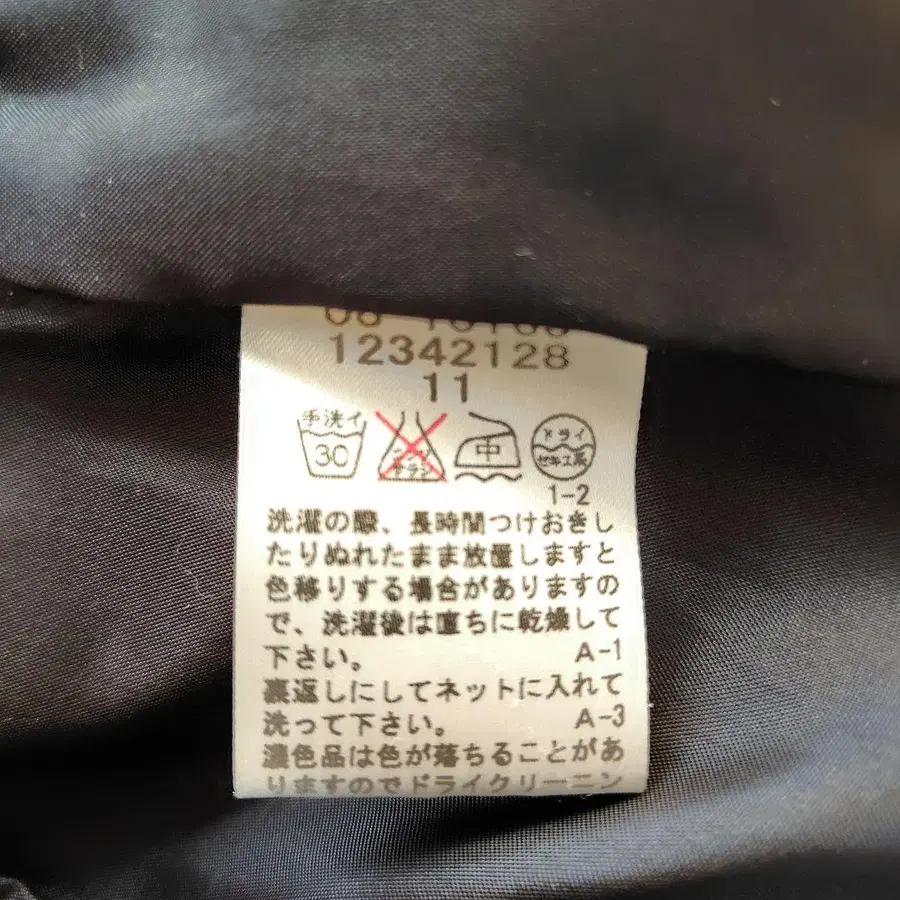 12342128
11
手洗イ
30
中
ドライ
セキユ系
1-2
洗濯の際、長時間つけおきし
たりぬれたまま放置しますと
色移りする場合がありますの
で、洗濯後は直ちに乾燥して
下さい。 A-1
裏返しにしてネットに入れて
洗って下さい。 A-3
濃色品は色が落ちることがあ
りますのでドライクリーニン